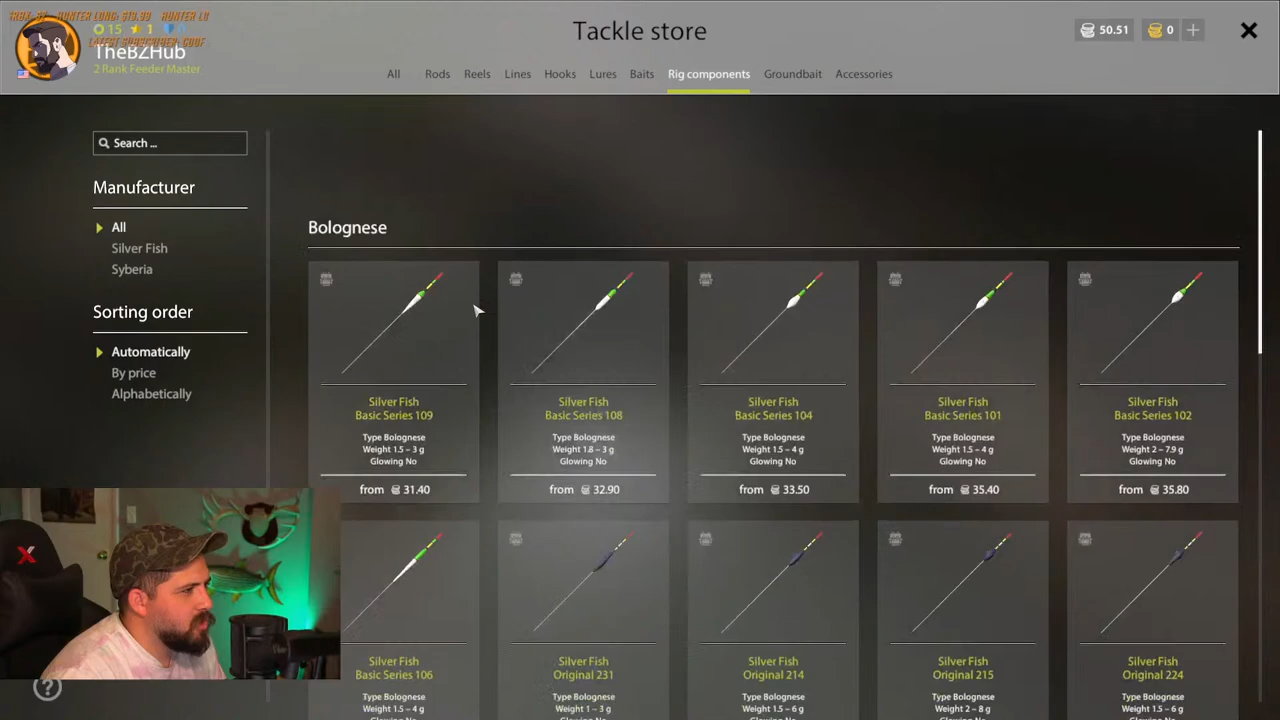 Tackle store
50.51
0
15 1
TheBZHub
2 Rank Feeder Master
All Rods Reels Lines Hooks Lures Baits Rig components Groundbait Accessories
Search ...
Manufacturer
All
Silver Fish
Syberia
Sorting order
Automatically
By price
Alphabetically
Bolognese
Silver Fish
Basic Series 109
Type Bolognese
Weight 1.5 – 3 g
Glowing No
from 31.40
Silver Fish
Basic Series 108
Type Bolognese
Weight 1.8 – 3 g
Glowing No
from 32.90
Silver Fish
Basic Series 104
Type Bolognese
Weight 1.5 – 4 g
Glowing No
from 33.50
Silver Fish
Basic Series 101
Type Bolognese
Weight 1.5 – 4 g
Glowing No
from 35.40
Silver Fish
Basic Series 102
Type Bolognese
Weight 2 – 7.9 g
Glowing No
from 35.80
Silver Fish
Basic Series 106
Type Bolognese
Weight 1.5 – 4 g
Silver Fish
Original 231
Type Bolognese
Weight 1 – 3 g
Silver Fish
Original 214
Type Bolognese
Weight 1.5 – 6 g
Silver Fish
Original 215
Type Bolognese
Weight 2 – 8 g
Silver Fish
Original 224
Type Bolognese
Weight 1.5 – 6 g
X
?